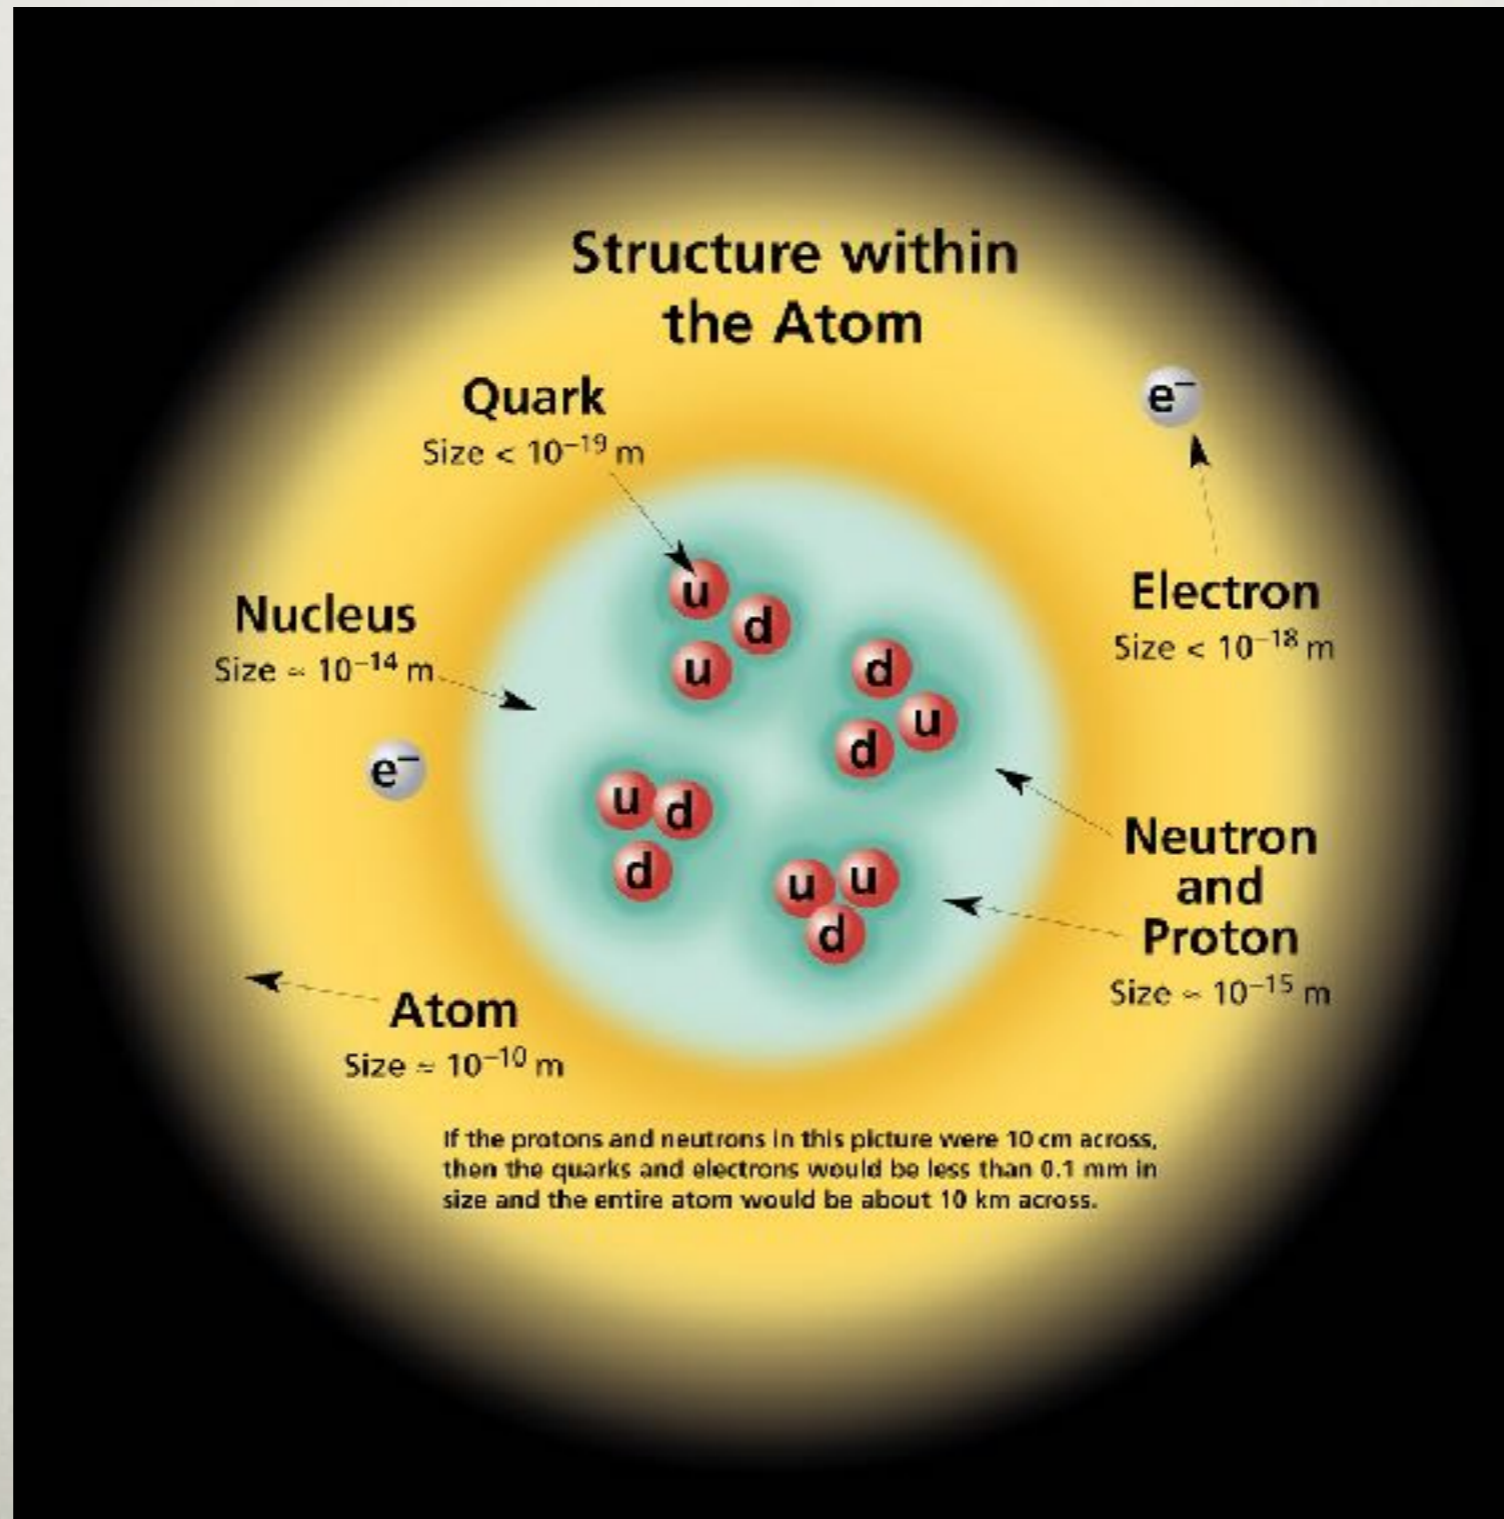 Structure within
the Atom
Quark
Size < 10⁻¹⁹ m
e⁻
Nucleus
Size ≈ 10⁻¹⁴ m
Electron
Size < 10⁻¹⁸ m
u
d
u
d
u
d
e⁻
u d
d
u u
d
Neutron
and
Proton
Size ≈ 10⁻¹⁵ m
Atom
Size ≈ 10⁻¹⁰ m
If the protons and neutrons in this picture were 10 cm across,
then the quarks and electrons would be less than 0.1 mm in
size and the entire atom would be about 10 km across.